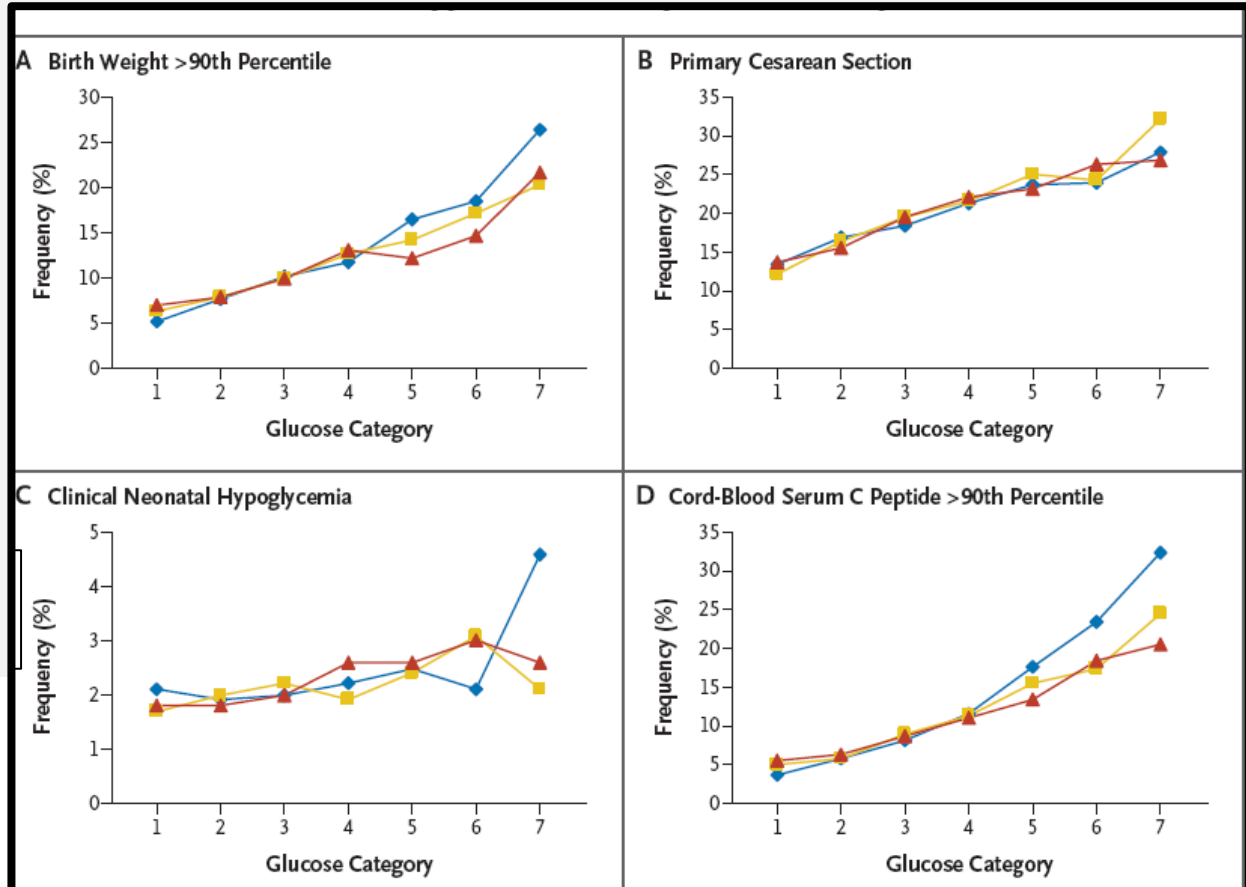 A Birth Weight >90th Percentile
30
25
20
15
10
5
0
Frequency (%)
1 2 3 4 5 6 7
Glucose Category
B Primary Cesarean Section
35
30
25
20
15
10
5
0
Frequency (%)
1 2 3 4 5 6 7
Glucose Category
C Clinical Neonatal Hypoglycemia
5
4
3
2
1
0
Frequency (%)
1 2 3 4 5 6 7
Glucose Category
D Cord-Blood Serum C Peptide >90th Percentile
35
30
25
20
15
10
5
0
Frequency (%)
1 2 3 4 5 6 7
Glucose Category